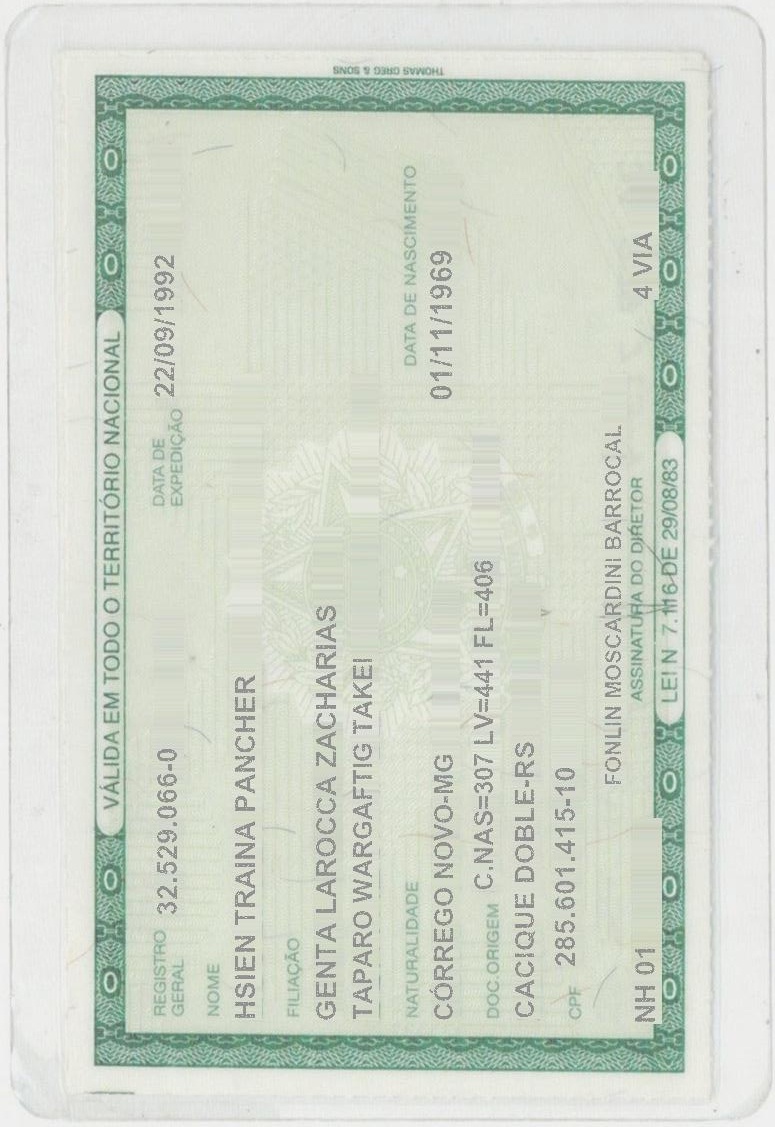 VÁLIDA EM TODO O TERRITÓRIO NACIONAL
REGISTRO GERAL 32.529.066-0 DATA DE EXPEDIÇÃO 22/09/1992
NOME
HSIEN TRAINA PANCHER
FILIAÇÃO
GENTA LAROCCA ZACHARIAS
TAPARO WARGAFTIG TAKEI
NATURALIDADE DATA DE NASCIMENTO
CÓRREGO NOVO-MG 01/11/1969
DOC.ORIGEM C.NAS=307 LV=441 FL=406
CACIQUE DOBLE-RS
CPF 285.601.415-10
FONLIN MOSCARDINI BARROCAL
NH 01 ASSINATURA DO DIRETOR 4 VIA
LEI N 7.116 DE 29/08/83
THOMAS GREG & SONS